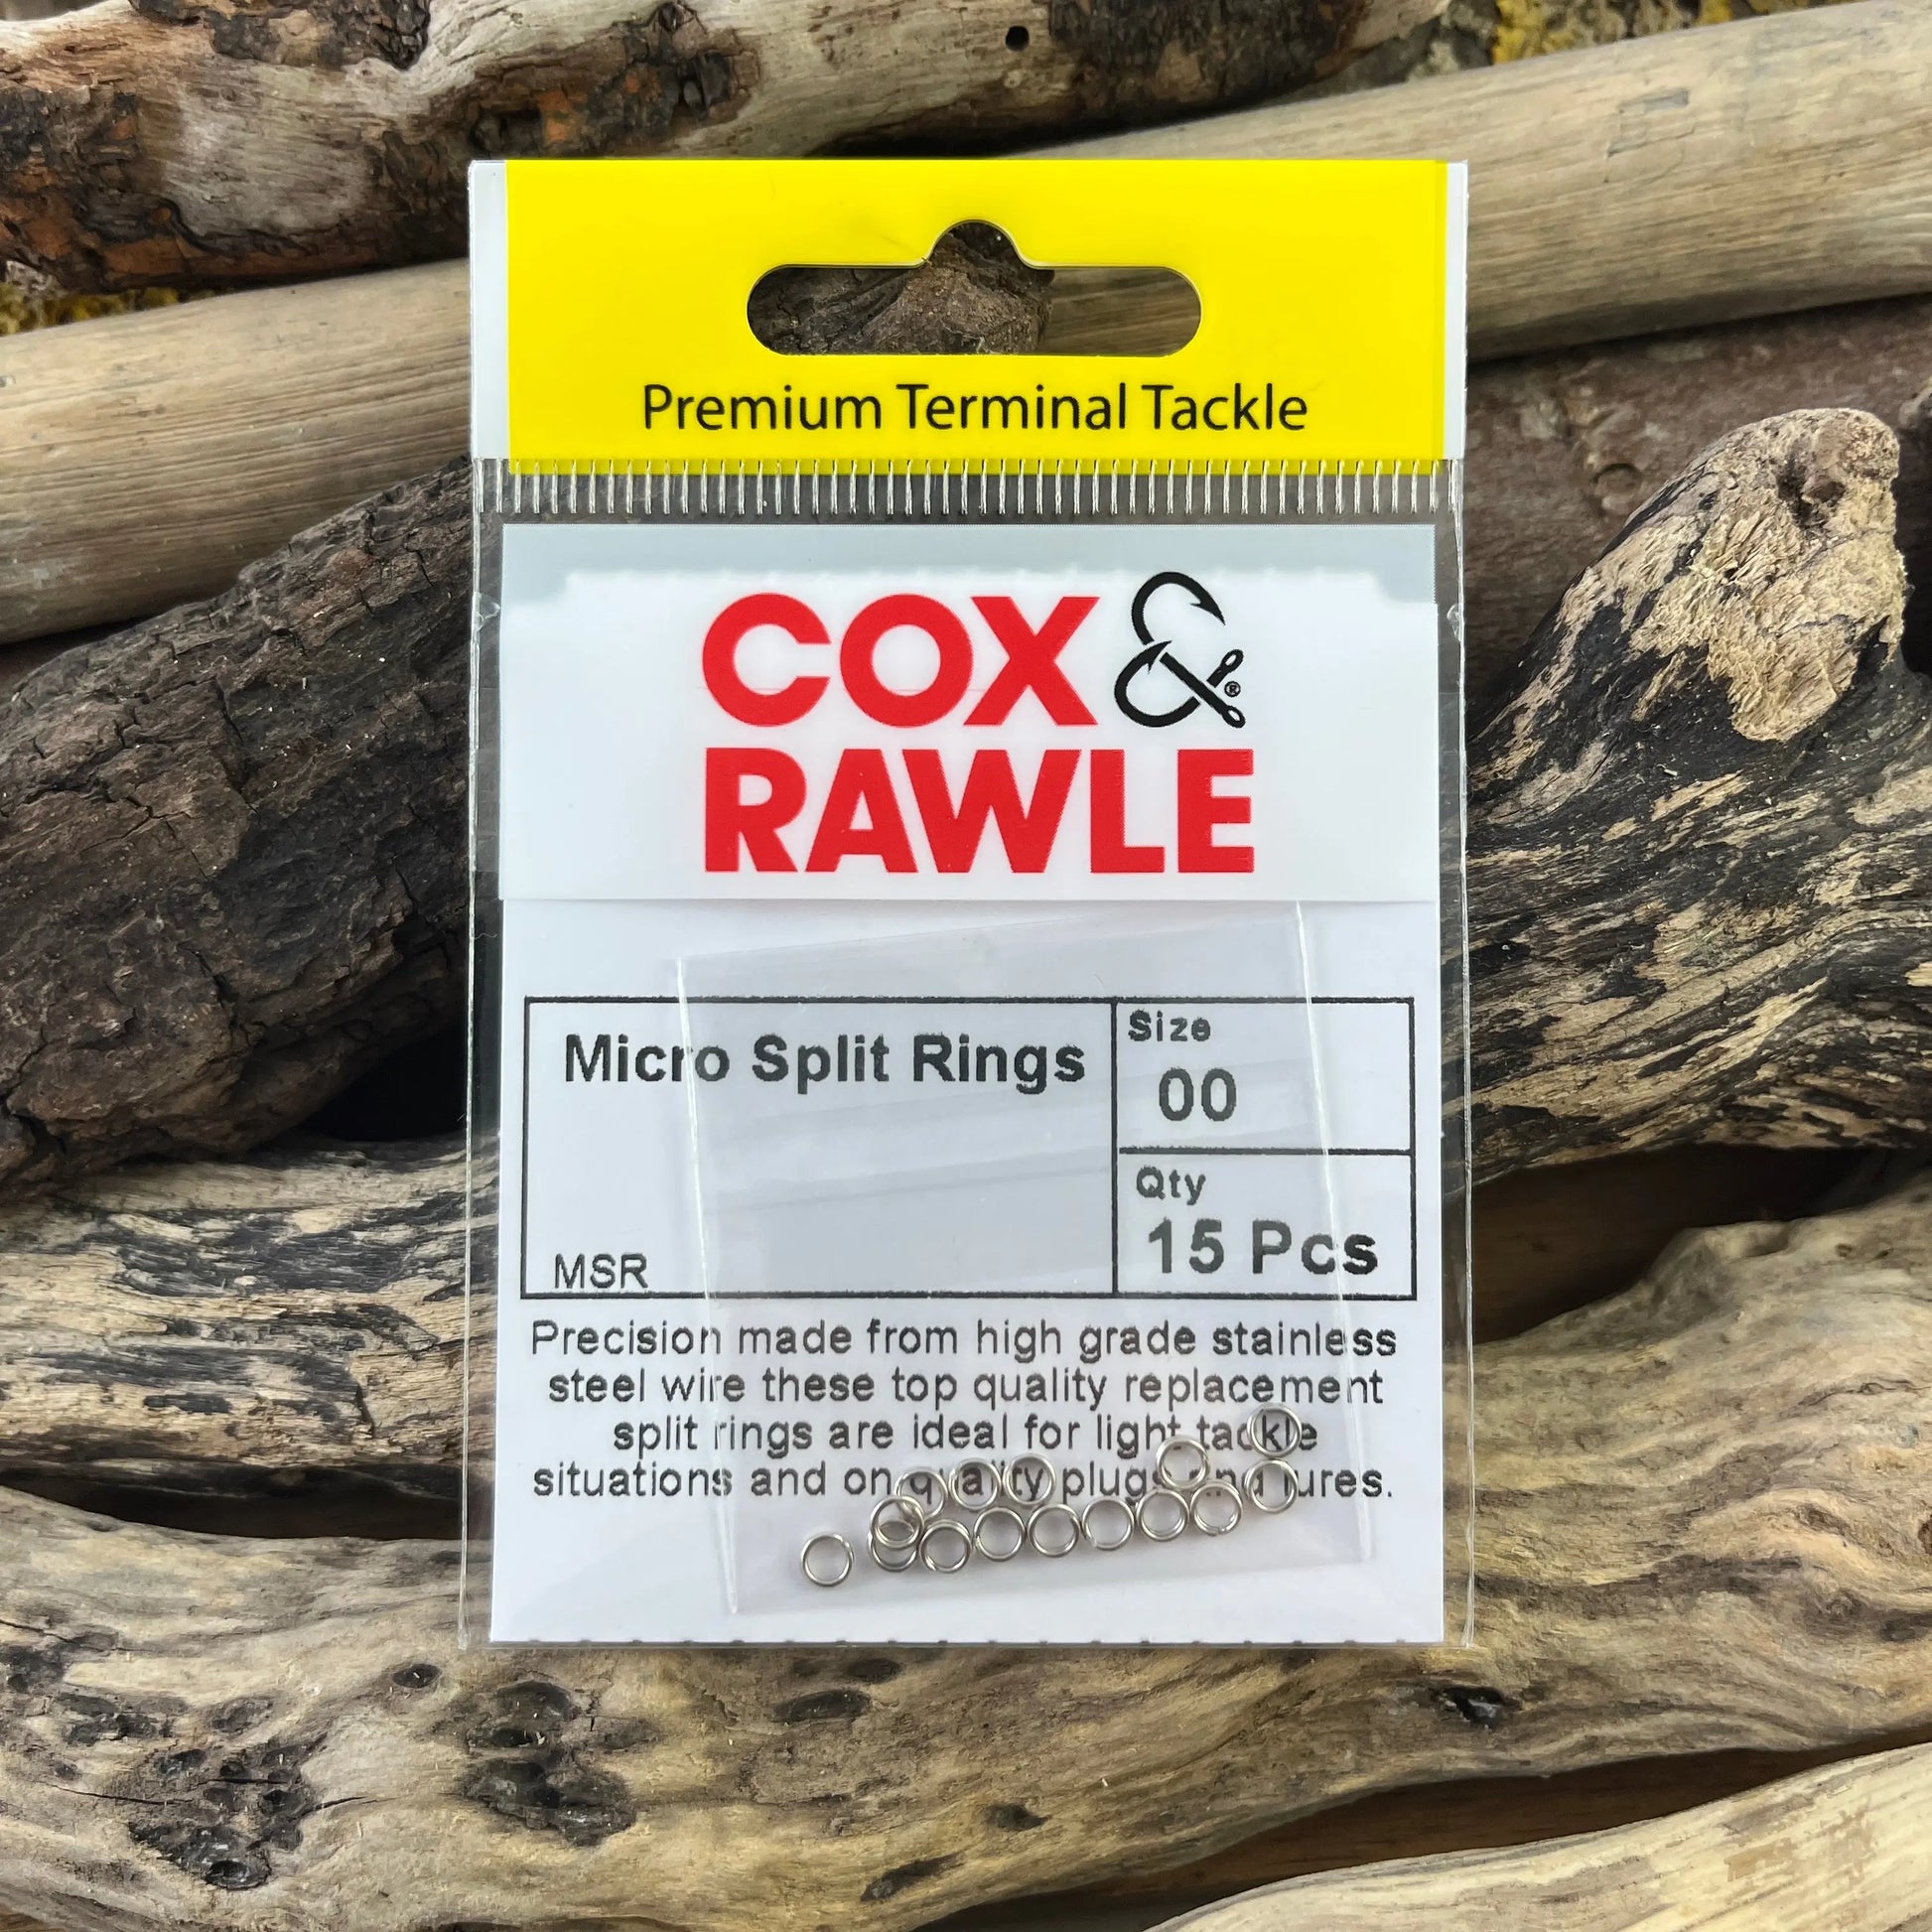 Premium Terminal Tackle
COX &®
RAWLE
Micro Split Rings
Size
00
Qty
15 Pcs
MSR
Precision made from high grade stainless
steel wire these top quality replacement
split rings are ideal for light tackle
situations and on quality plugs and lures.